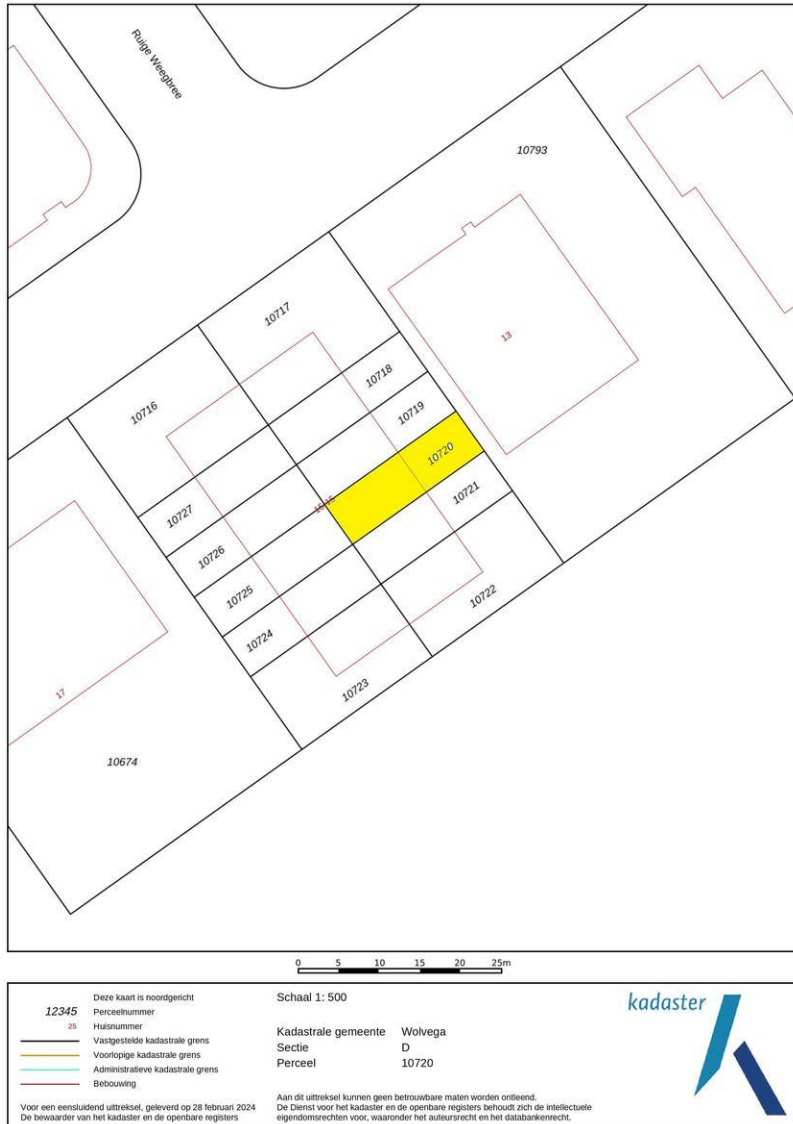 Ruige Weegbree
10793
10717
13
10718
10716
10719
10720
15 15
10721
10727
10726
10725
10722
10724
10723
17
10674
0 5 10 15 20 25m
Deze kaart is noordgericht
12345 Perceelnummer
25 Huisnummer
Vastgestelde kadastrale grens
Voorlopige kadastrale grens
Administratieve kadastrale grens
Bebouwing
Voor een eensluidend uittreksel, geleverd op 28 februari 2024
De bewaarder van het kadaster en de openbare registers
Schaal 1: 500
Kadastrale gemeente Wolvega
Sectie D
Perceel 10720
Aan dit uittreksel kunnen geen betrouwbare maten worden ontleend.
De Dienst voor het kadaster en de openbare registers behoudt zich de intellectuele
eigendomsrechten voor, waaronder het auteursrecht en het databankenrecht.
kadaster